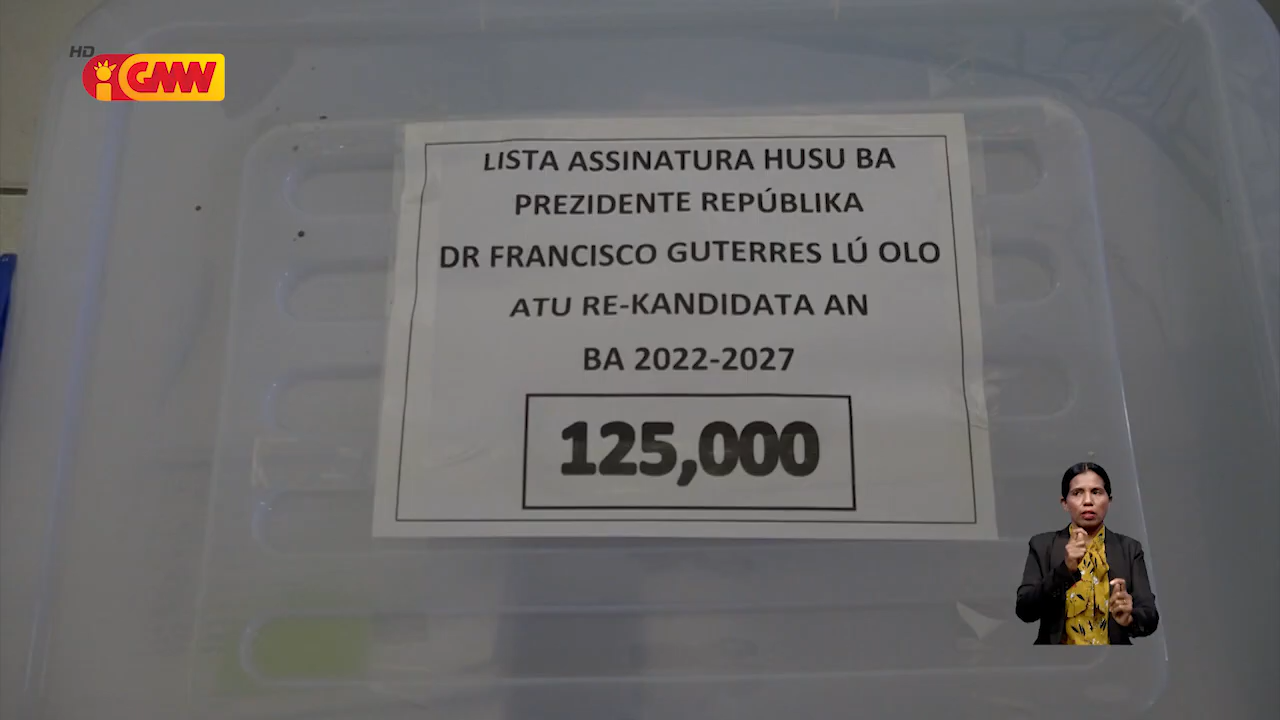 HD
GMN
LISTA ASSINATURA HUSU BA
PREZIDENTE REPÚBLIKA
DR FRANCISCO GUTERRES LÚ OLO
ATU RE-KANDIDATA AN
BA 2022-2027
125,000